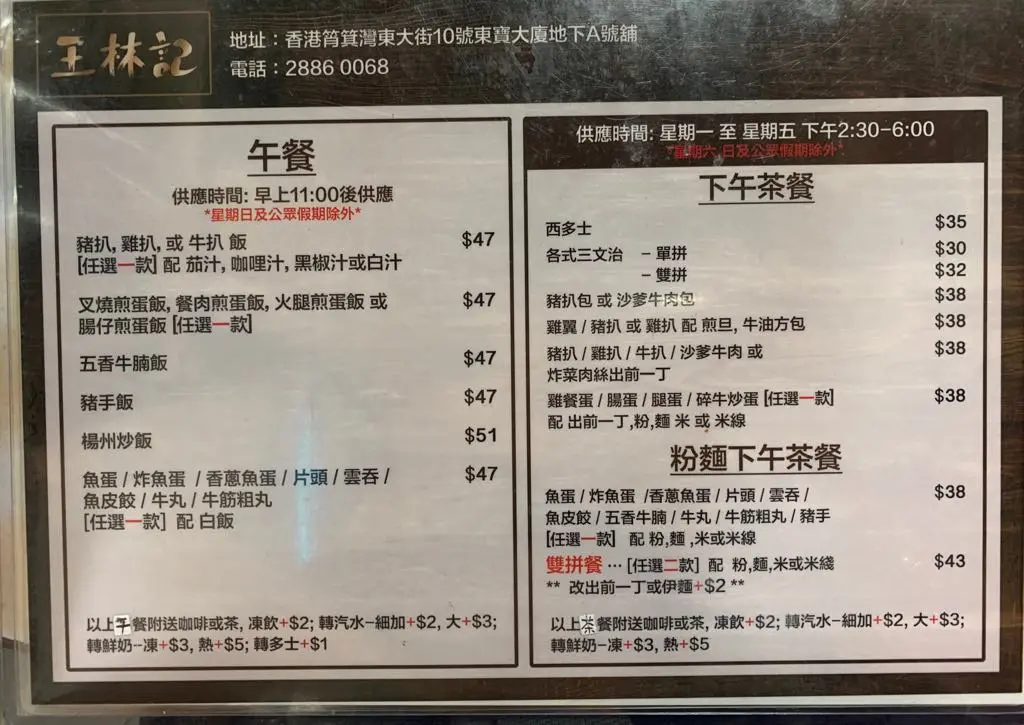 王林記
地址：香港筲箕灣東大街10號東寶大廈地下A號舖
電話：2886 0068
午餐
供應時間: 早上11:00後供應
*星期日及公眾假期除外*
豬扒, 雞扒, 或 牛扒 飯 $47
[任選一款] 配 茄汁, 咖哩汁, 黑椒汁或白汁
叉燒煎蛋飯, 餐肉煎蛋飯, 火腿煎蛋飯 或 $47
腸仔煎蛋飯 [任選一款]
五香牛腩飯 $47
豬手飯 $47
楊州炒飯 $51
魚蛋 / 炸魚蛋 / 香蔥魚蛋 / 片頭 / 雲吞 / $47
魚皮餃 / 牛丸 / 牛筋粗丸
[任選一款] 配 白飯
以上午餐附送咖啡或茶, 凍飲+$2; 轉汽水-細加+$2, 大+$3;
轉鮮奶--凍+$3, 熱+$5; 轉多士+$1
供應時間: 星期一 至 星期五 下午2:30-6:00
*星期六 日及公眾假期除外*
下午茶餐
西多士 $35
各式三文治 – 單拼 $30
– 雙拼 $32
豬扒包 或 沙爹牛肉包 $38
雞翼 / 豬扒 或 雞扒 配 煎旦, 牛油方包 $38
豬扒 / 雞扒 / 牛扒 / 沙爹牛肉 或 $38
炸菜肉絲出前一丁
雞餐蛋 / 腸蛋 / 腿蛋 / 碎牛炒蛋 [任選一款] $38
配 出前一丁,粉,麵 米 或 米線
粉麵下午茶餐
魚蛋 / 炸魚蛋 /香蔥魚蛋 / 片頭 / 雲吞 / $38
魚皮餃 / 五香牛腩 / 牛丸 / 牛筋粗丸 / 豬手
[任選一款] 配 粉,麵 ,米或米線
雙拼餐 … [任選二款] 配 粉,麵,米或米綫 $43
** 改出前一丁或伊麵+$2 **
以上茶餐附送咖啡或茶, 凍飲+$2; 轉汽水-細加+$2, 大+$3;
轉鮮奶--凍+$3, 熱+$5